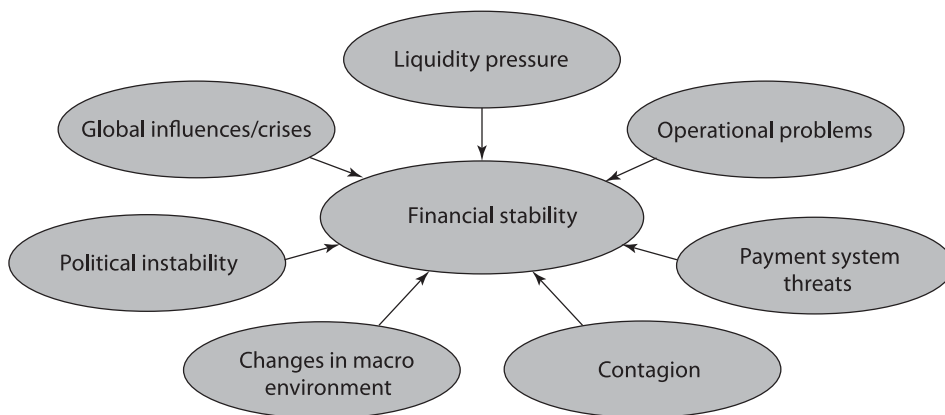 Liquidity pressure
Global influences/crises
Operational problems
Financial stability
Political instability
Payment system
threats
Changes in macro
environment
Contagion